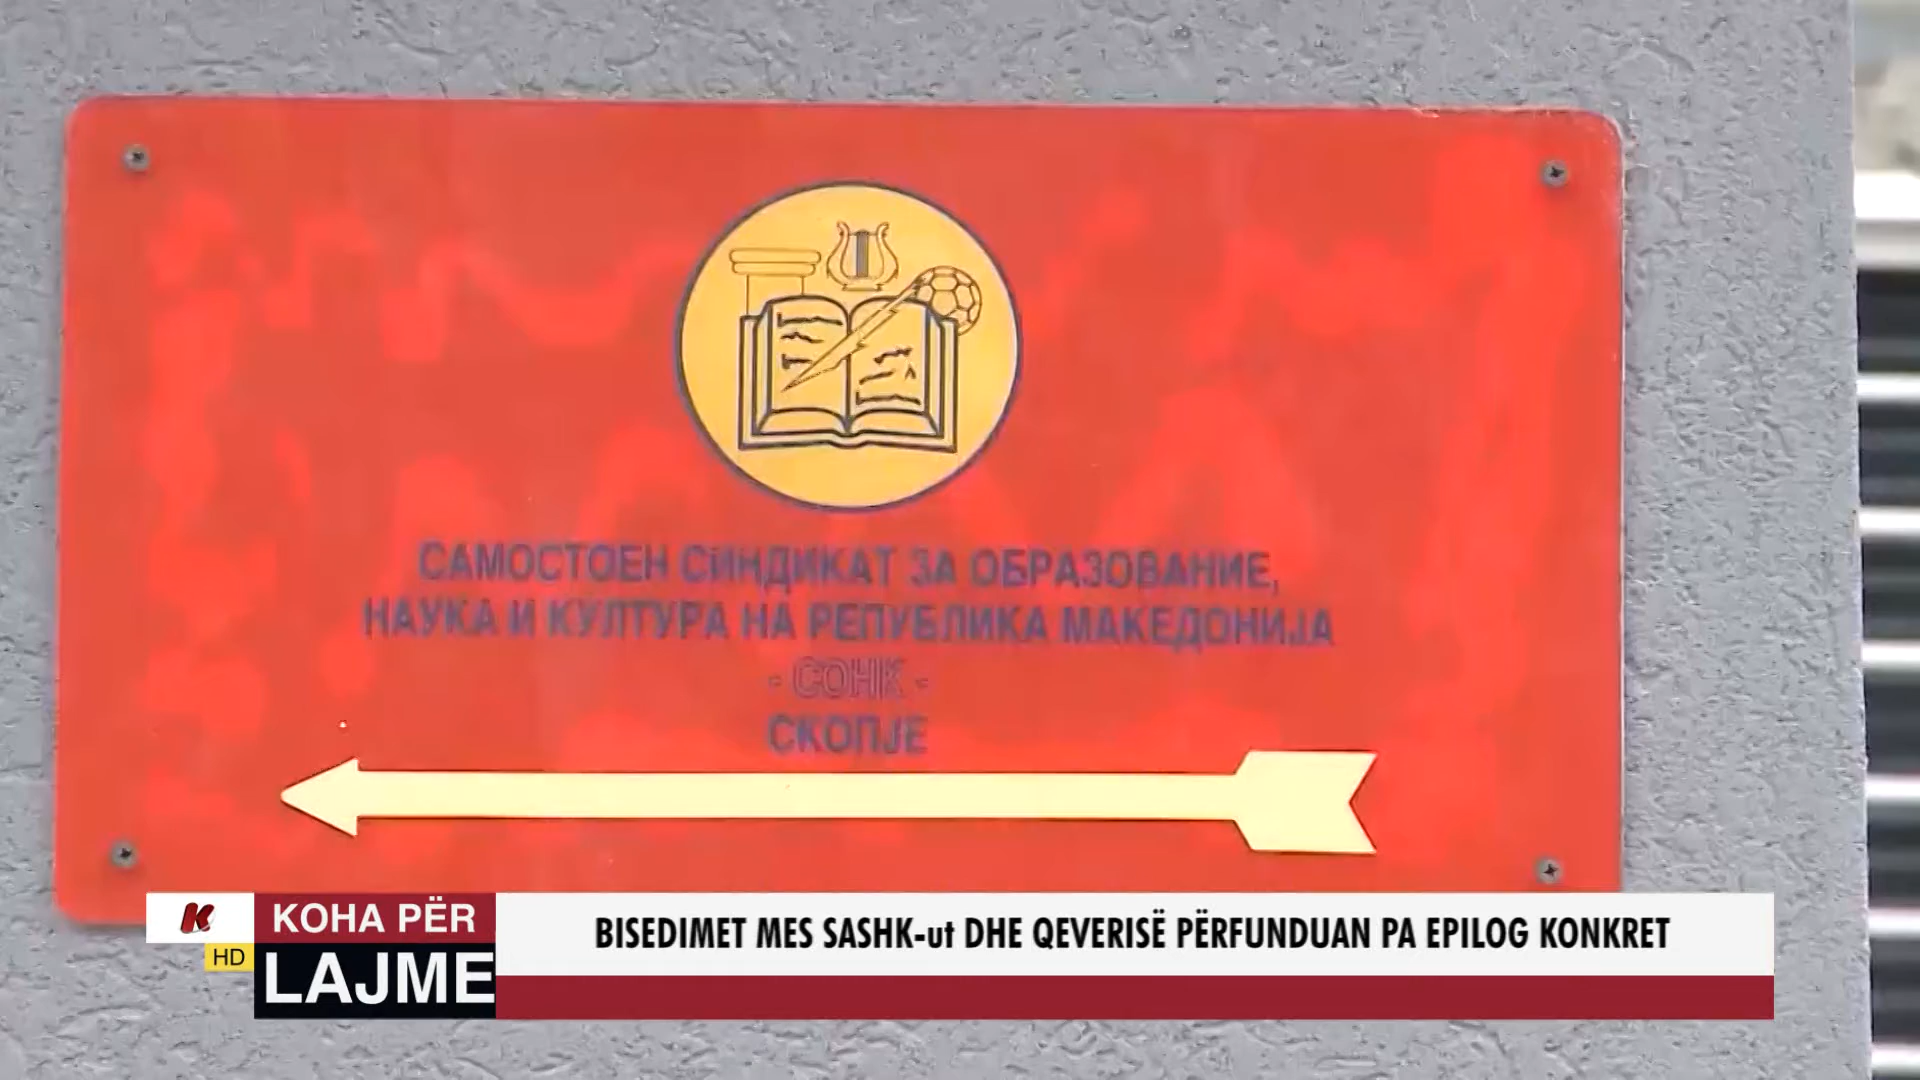 САМОСТОЕН СИНДИКАТ ЗА ОБРАЗОВАНИЕ,
НАУКА И КУЛТУРА НА РЕПУБЛИКА МАКЕДОНИЈА
- СОНК -
СКОПЈЕ
K
HD
KOHA PËR
LAJME
BISEDIMET MES SASHK-ut DHE QEVERISË PËRFUNDUAN PA EPILOG KONKRET